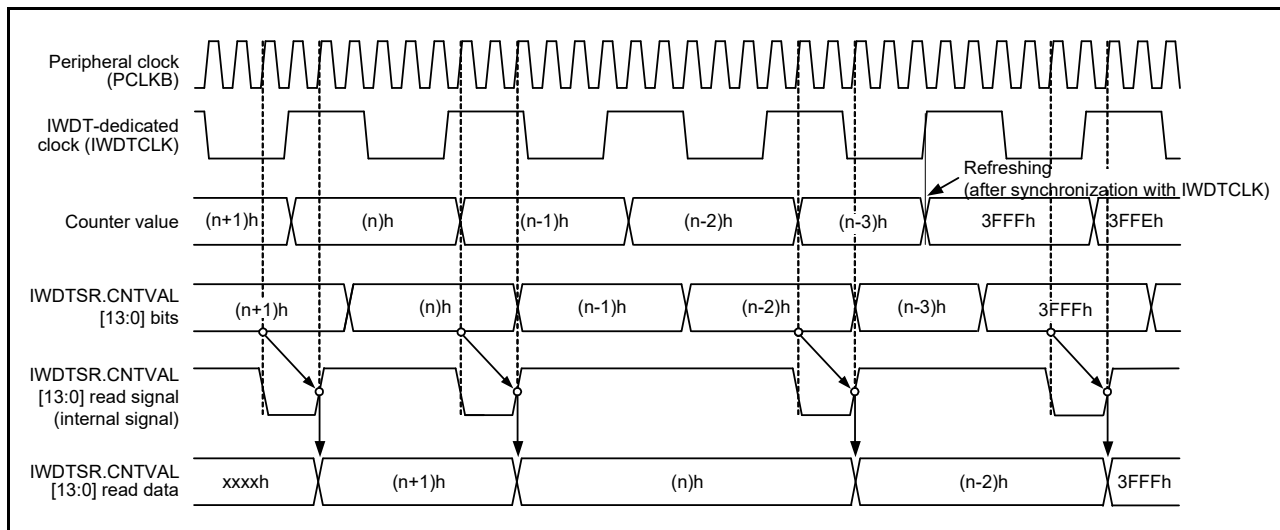 Peripheral clock
(PCLKB)
IWDT-dedicated
clock (IWDTCLK)
Refreshing
(after synchronization with IWDTCLK)
Counter value
(n+1)h
(n)h
(n-1)h
(n-2)h
(n-3)h
3FFFh
3FFEh
IWDTSR.CNTVAL
[13:0] bits
(n+1)h
(n)h
(n-1)h
(n-2)h
(n-3)h
3FFFh
IWDTSR.CNTVAL
[13:0] read signal
(internal signal)
IWDTSR.CNTVAL
[13:0] read data
xxxxh
(n+1)h
(n)h
(n-2)h
3FFFh